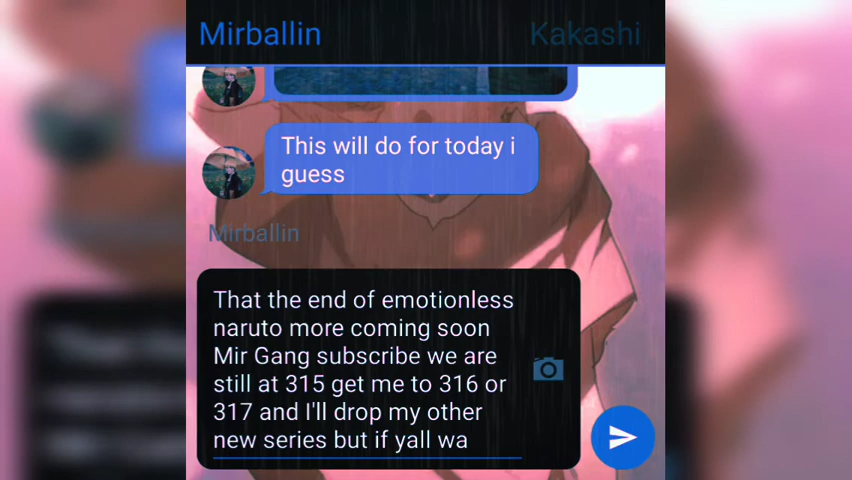 Mirballin Kakashi
This will do for today i
guess
Mirballin
That the end of emotionless
naruto more coming soon
Mir Gang subscribe we are
still at 315 get me to 316 or
317 and I'll drop my other
new series but if yall wa